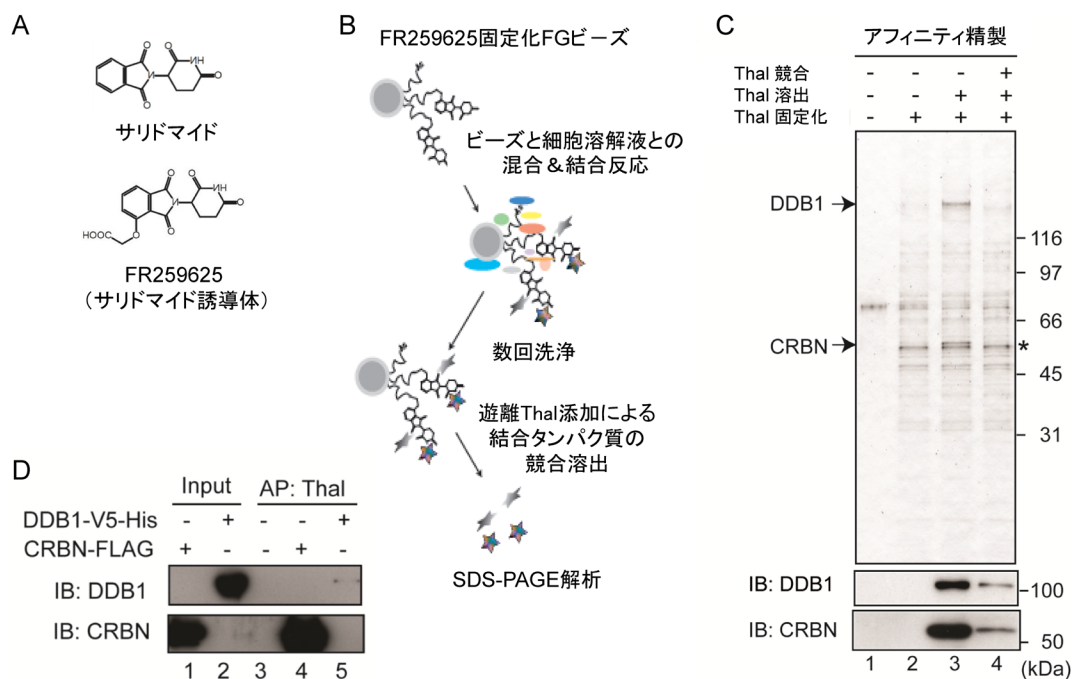 A
O
O
N
O
NH
O
サリドマイド
O
O
N
O
NH
O
HOOC
O
FR259625
(サリドマイド誘導体)
B
FR259625固定化FGビーズ
ビーズと細胞溶解液との
混合&結合反応
数回洗浄
遊離Thal添加による
結合タンパク質の
競合溶出
SDS-PAGE解析
C
アフィニティ精製
Thal 競合 - - - +
Thal 溶出 - - + +
Thal 固定化 - + + +
DDB1
116
97
66
CRBN *
45
31
IB: DDB1 100
IB: CRBN 50
1 2 3 4 (kDa)
D
Input AP: Thal
DDB1-V5-His - + - - +
CRBN-FLAG + - - + -
IB: DDB1
IB: CRBN
1 2 3 4 5